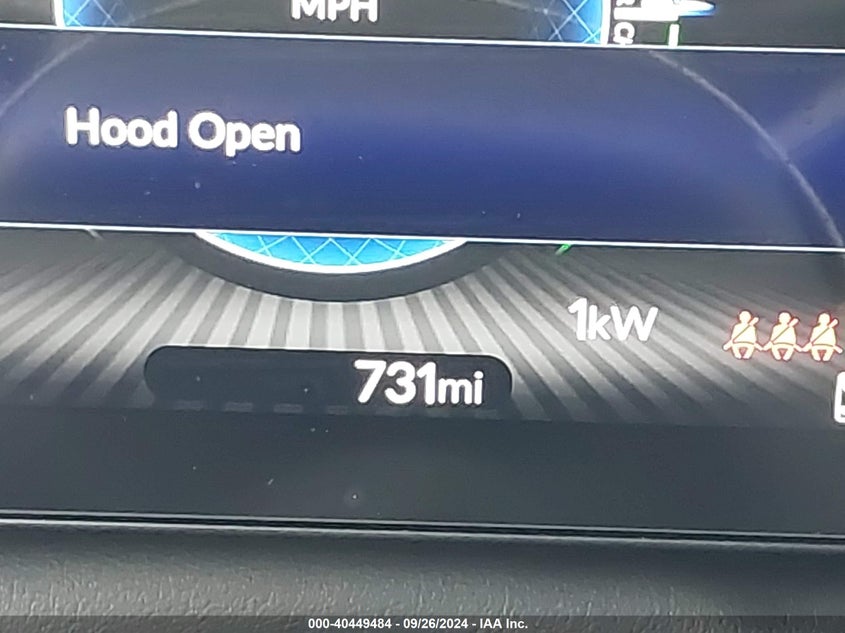 MPH
Hood Open
1kW
731mi
000-40449484 - 09/26/2024 - IAA Inc.